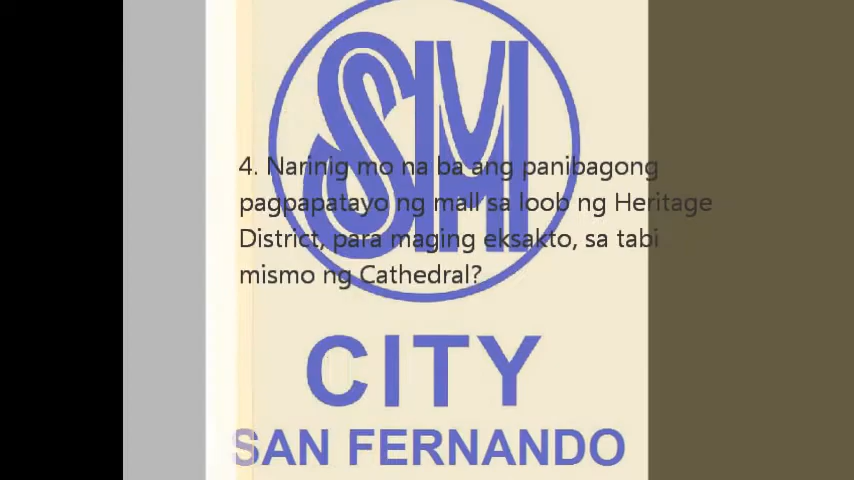 SM
4. Narinig mo na ba ang panibagong
pagpapatayo ng mall sa loob ng Heritage
District, para maging eksakto, sa tabi
mismo ng Cathedral?
CITY
SAN FERNANDO